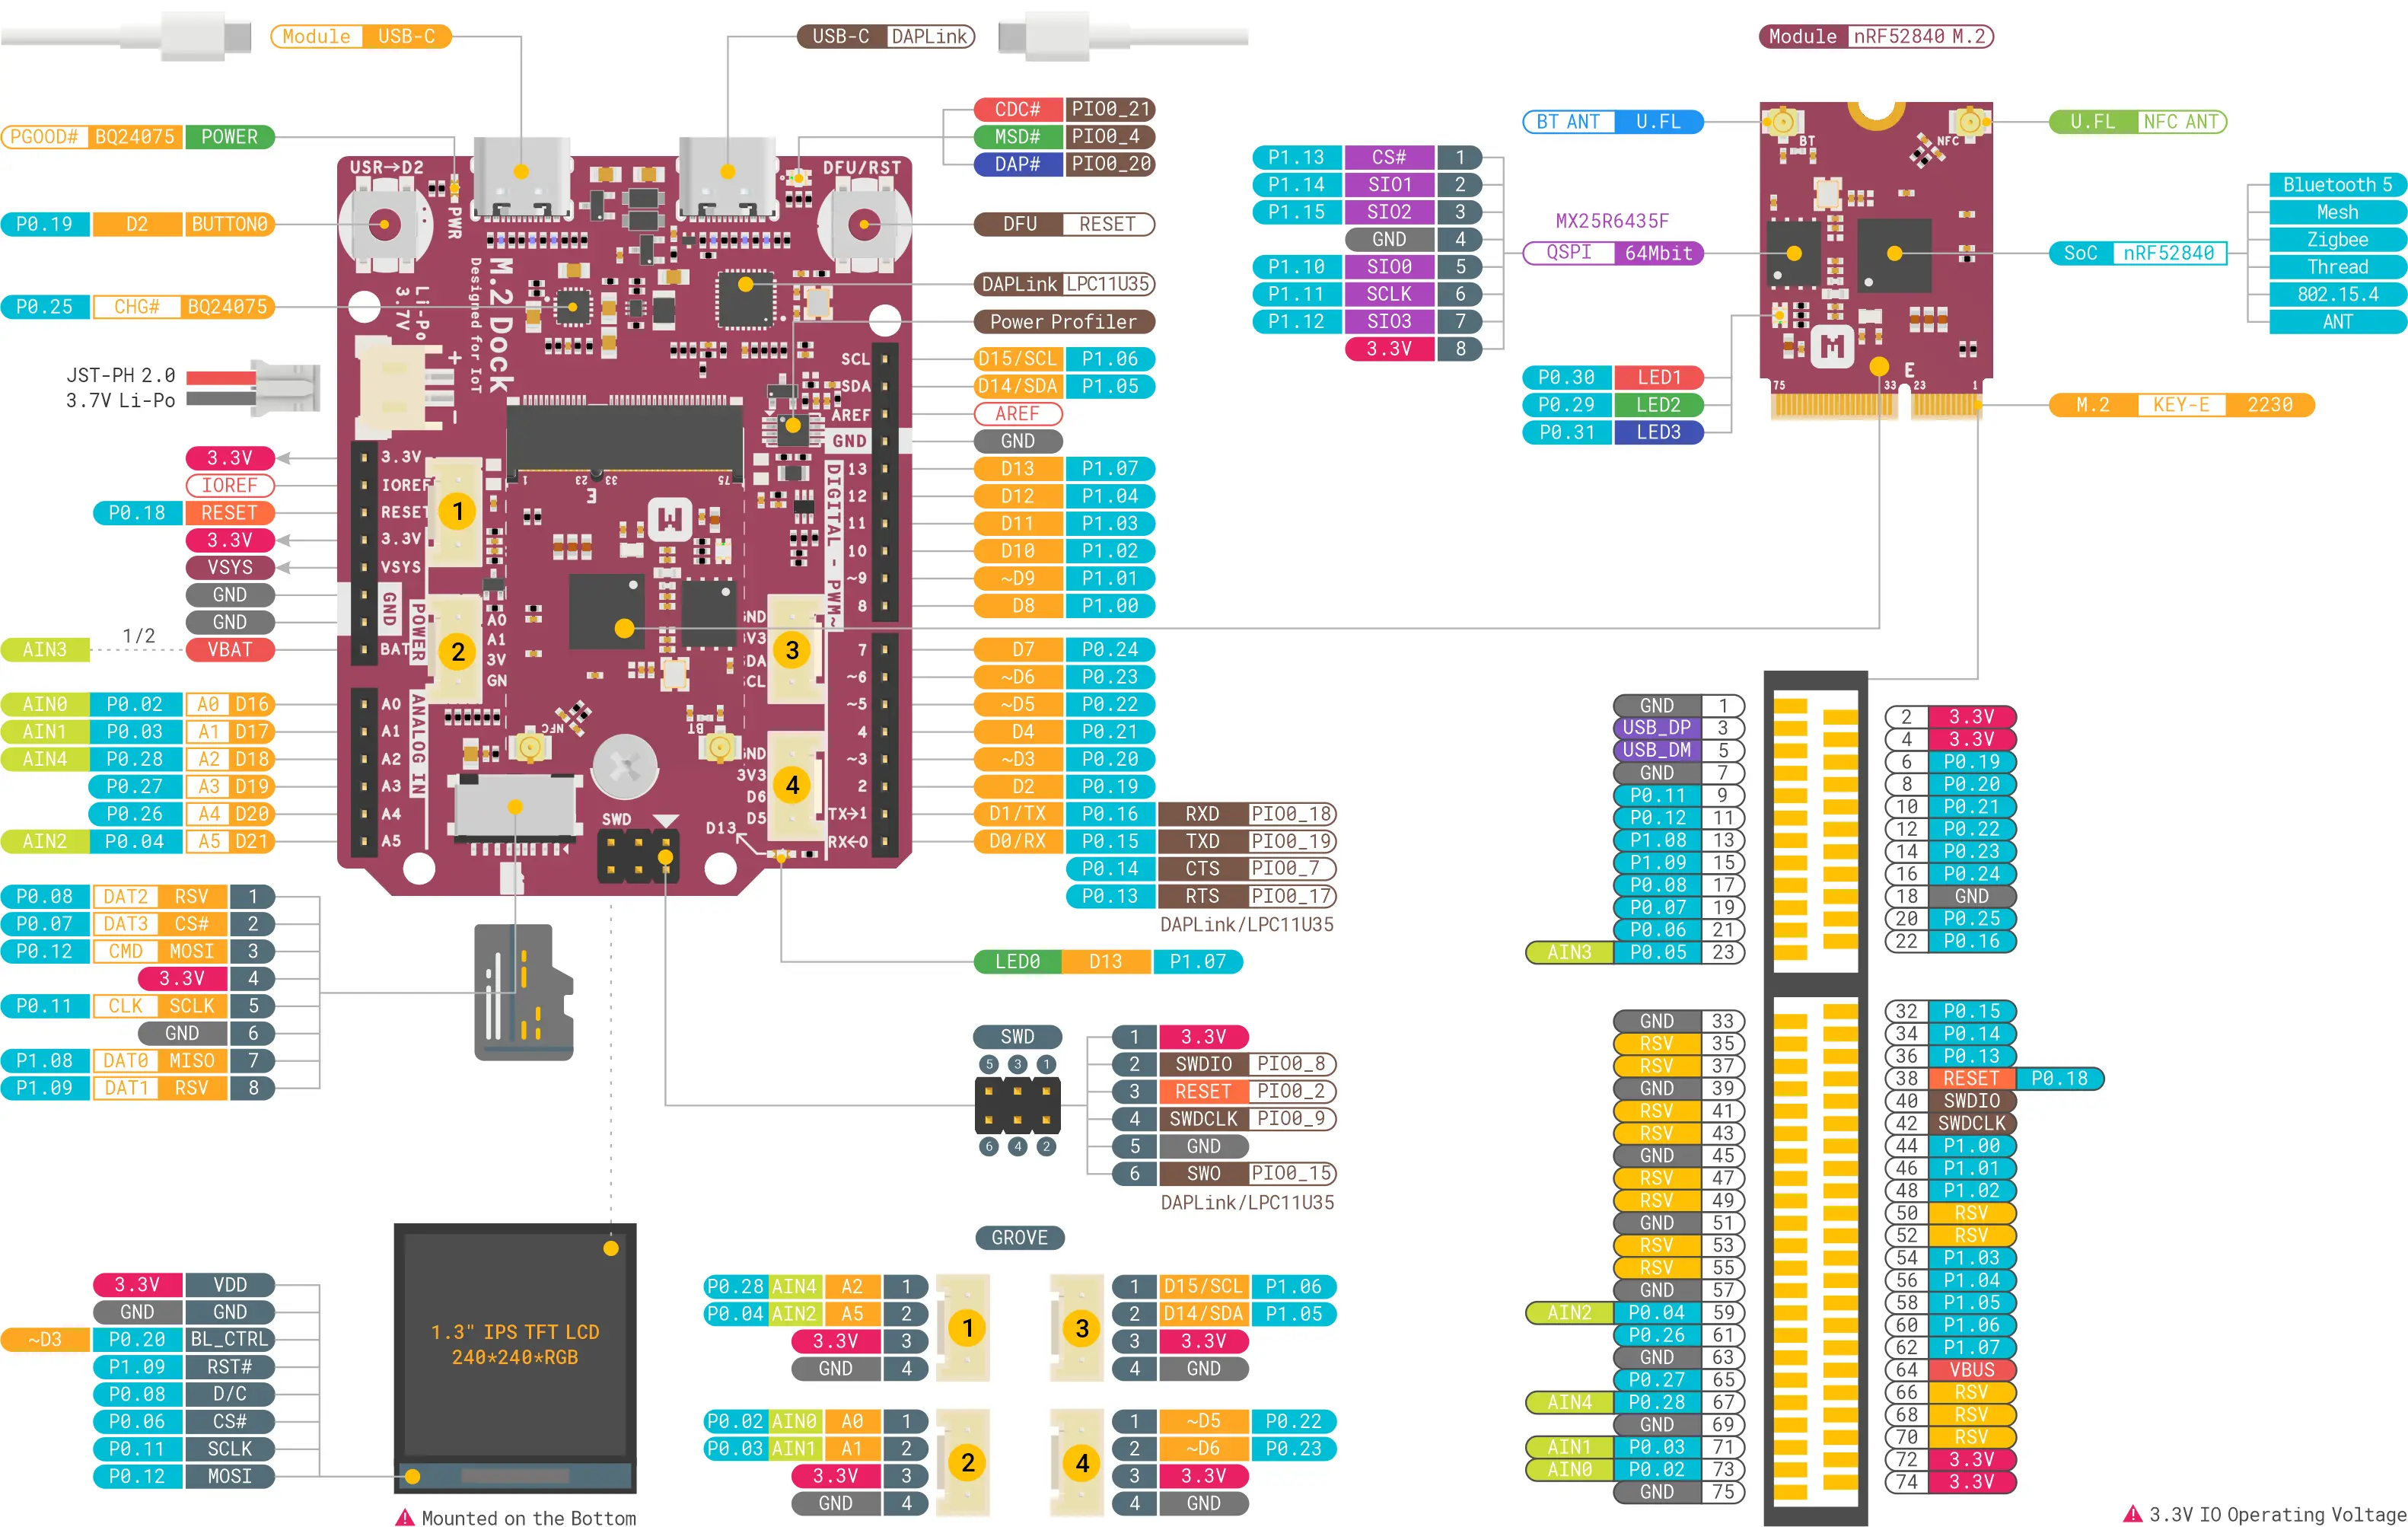 Module USB-C
USB-C DAPLink
Module nRF52840 M.2
PGOOD# BQ24075 POWER
P0.19 D2 BUTTON0
P0.25 CHG# BQ24075
JST-PH 2.0
3.7V Li-Po
3.3V
IOREF
P0.18 RESET
3.3V
VSYS
GND
GND
AIN3 1/2 VBAT
AIN0 P0.02 A0 D16
AIN1 P0.03 A1 D17
AIN4 P0.28 A2 D18
P0.27 A3 D19
P0.26 A4 D20
AIN2 P0.04 A5 D21
P0.08 DAT2 RSV 1
P0.07 DAT3 CS# 2
P0.12 CMD MOSI 3
3.3V 4
P0.11 CLK SCLK 5
GND 6
P1.08 DAT0 MISO 7
P1.09 DAT1 RSV 8
3.3V VDD
GND GND
~D3 P0.20 BL_CTRL
P1.09 RST#
P0.08 D/C
P0.06 CS#
P0.11 SCLK
P0.12 MOSI
1.3" IPS TFT LCD
240*240*RGB
Mounted on the Bottom
USR→D2
PWR
DFU/RST
M.2 Dock
Designed for IoT
Li-Po
3.7V
+
-
3.3V
IOREF
RESET
3.3V
VSYS
GND
BAT
POWER
A0
A1
A2
A3
A4
A5
ANALOG IN
1
2
A0
A1
3V
GN
1 23 33 75
E
NFC
BT
SWD
D13
SCL
SDA
AREF
GND
13
12
11
10
~9
8
DIGITAL - PWM~
7
~6
~5
4
~3
2
TX→1
RX←0
3
ND
V3
DA
CL
4
ND
3V3
D6
D5
CDC# PIO0_21
MSD# PIO0_4
DAP# PIO0_20
DFU RESET
DAPLink LPC11U35
Power Profiler
D15/SCL P1.06
D14/SDA P1.05
AREF
GND
D13 P1.07
D12 P1.04
D11 P1.03
D10 P1.02
~D9 P1.01
D8 P1.00
D7 P0.24
~D6 P0.23
~D5 P0.22
D4 P0.21
~D3 P0.20
D2 P0.19
D1/TX P0.16 RXD PIO0_18
D0/RX P0.15 TXD PIO0_19
P0.14 CTS PIO0_7
P0.13 RTS PIO0_17
DAPLink/LPC11U35
LED0 D13 P1.07
SWD
5 3 1
6 4 2
1 3.3V
2 SWDIO PIO0_8
3 RESET PIO0_2
4 SWDCLK PIO0_9
5 GND
6 SWO PIO0_15
DAPLink/LPC11U35
GROVE
P0.28 AIN4 A2 1
P0.04 AIN2 A5 2
3.3V 3
GND 4
1
3
1 D15/SCL P1.06
2 D14/SDA P1.05
3 3.3V
4 GND
P0.02 AIN0 A0 1
P0.03 AIN1 A1 2
3.3V 3
GND 4
2
4
1 ~D5 P0.22
2 ~D6 P0.23
3 3.3V
4 GND
BT ANT U.FL
U.FL NFC ANT
P1.13 CS# 1
P1.14 SIO1 2
P1.15 SIO2 3
GND 4
P1.10 SIO0 5
P1.11 SCLK 6
P1.12 SIO3 7
3.3V 8
MX25R6435F
QSPI 64Mbit
P0.30 LED1
P0.29 LED2
P0.31 LED3
BT
NFC
E
75 33 23 1
SoC nRF52840
Bluetooth 5
Mesh
Zigbee
Thread
802.15.4
ANT
M.2 KEY-E 2230
GND 1
USB_DP 3
USB_DM 5
GND 7
P0.11 9
P0.12 11
P1.08 13
P1.09 15
P0.08 17
P0.07 19
P0.06 21
AIN3 P0.05 23
GND 33
RSV 35
RSV 37
GND 39
RSV 41
RSV 43
GND 45
RSV 47
RSV 49
GND 51
RSV 53
RSV 55
GND 57
AIN2 P0.04 59
P0.26 61
GND 63
P0.27 65
AIN4 P0.28 67
GND 69
AIN1 P0.03 71
AIN0 P0.02 73
GND 75
2 3.3V
4 3.3V
6 P0.19
8 P0.20
10 P0.21
12 P0.22
14 P0.23
16 P0.24
18 GND
20 P0.25
22 P0.16
32 P0.15
34 P0.14
36 P0.13
38 RESET P0.18
40 SWDIO
42 SWDCLK
44 P1.00
46 P1.01
48 P1.02
50 RSV
52 RSV
54 P1.03
56 P1.04
58 P1.05
60 P1.06
62 P1.07
64 VBUS
66 RSV
68 RSV
70 RSV
72 3.3V
74 3.3V
3.3V IO Operating Voltage